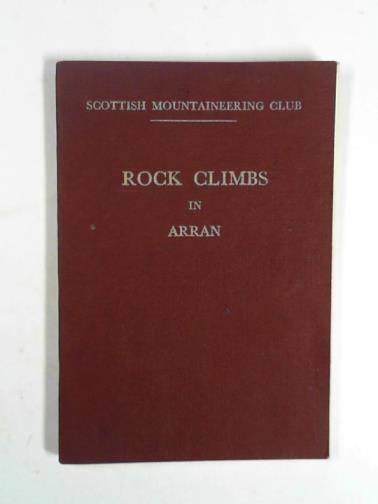 SCOTTISH MOUNTAINEERING CLUB
ROCK CLIMBS
IN
ARRAN